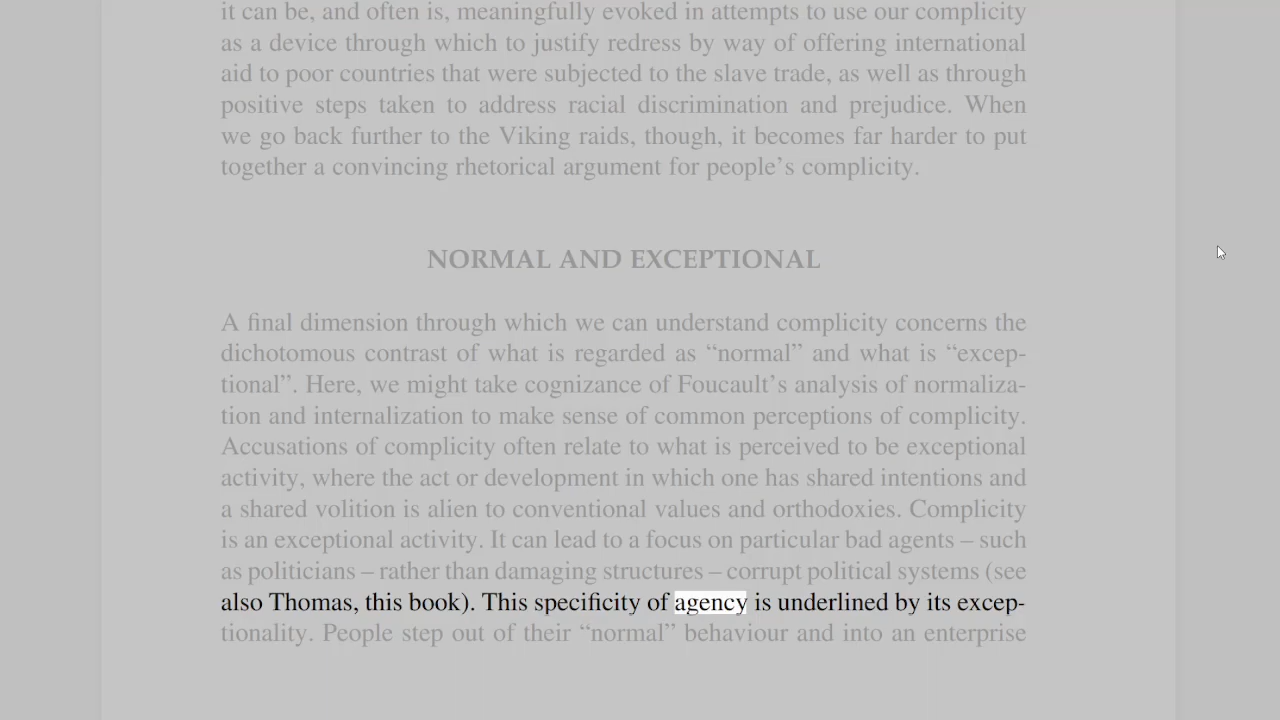 it can be, and often is, meaningfully evoked in attempts to use our complicity
as a device through which to justify redress by way of offering international
aid to poor countries that were subjected to the slave trade, as well as through
positive steps taken to address racial discrimination and prejudice. When
we go back further to the Viking raids, though, it becomes far harder to put
together a convincing rhetorical argument for people’s complicity.
NORMAL AND EXCEPTIONAL
A final dimension through which we can understand complicity concerns the
dichotomous contrast of what is regarded as “normal” and what is “excep-
tional”. Here, we might take cognizance of Foucault’s analysis of normaliza-
tion and internalization to make sense of common perceptions of complicity.
Accusations of complicity often relate to what is perceived to be exceptional
activity, where the act or development in which one has shared intentions and
a shared volition is alien to conventional values and orthodoxies. Complicity
is an exceptional activity. It can lead to a focus on particular bad agents – such
as politicians – rather than damaging structures – corrupt political systems (see
also Thomas, this book). This specificity of agency is underlined by its excep-
tionality. People step out of their “normal” behaviour and into an enterprise